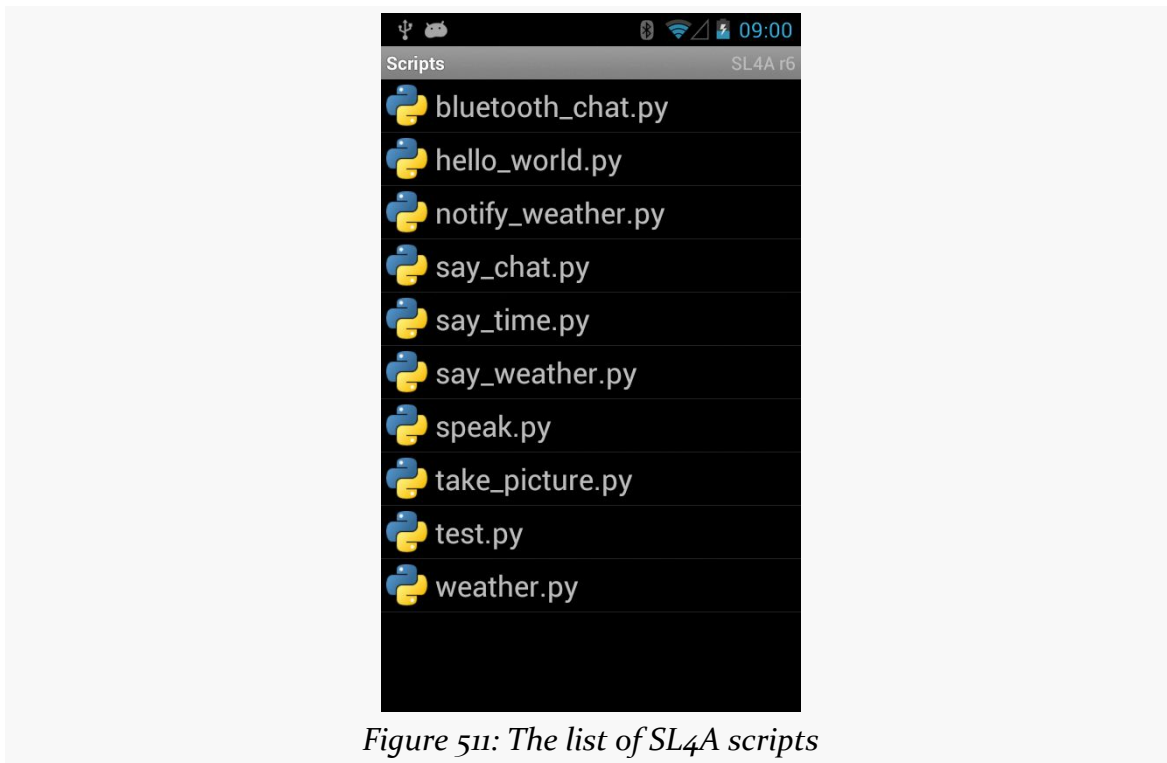 09:00
Scripts SL4A r6
bluetooth_chat.py
hello_world.py
notify_weather.py
say_chat.py
say_time.py
say_weather.py
speak.py
take_picture.py
test.py
weather.py
Figure 511: The list of SL4A scripts